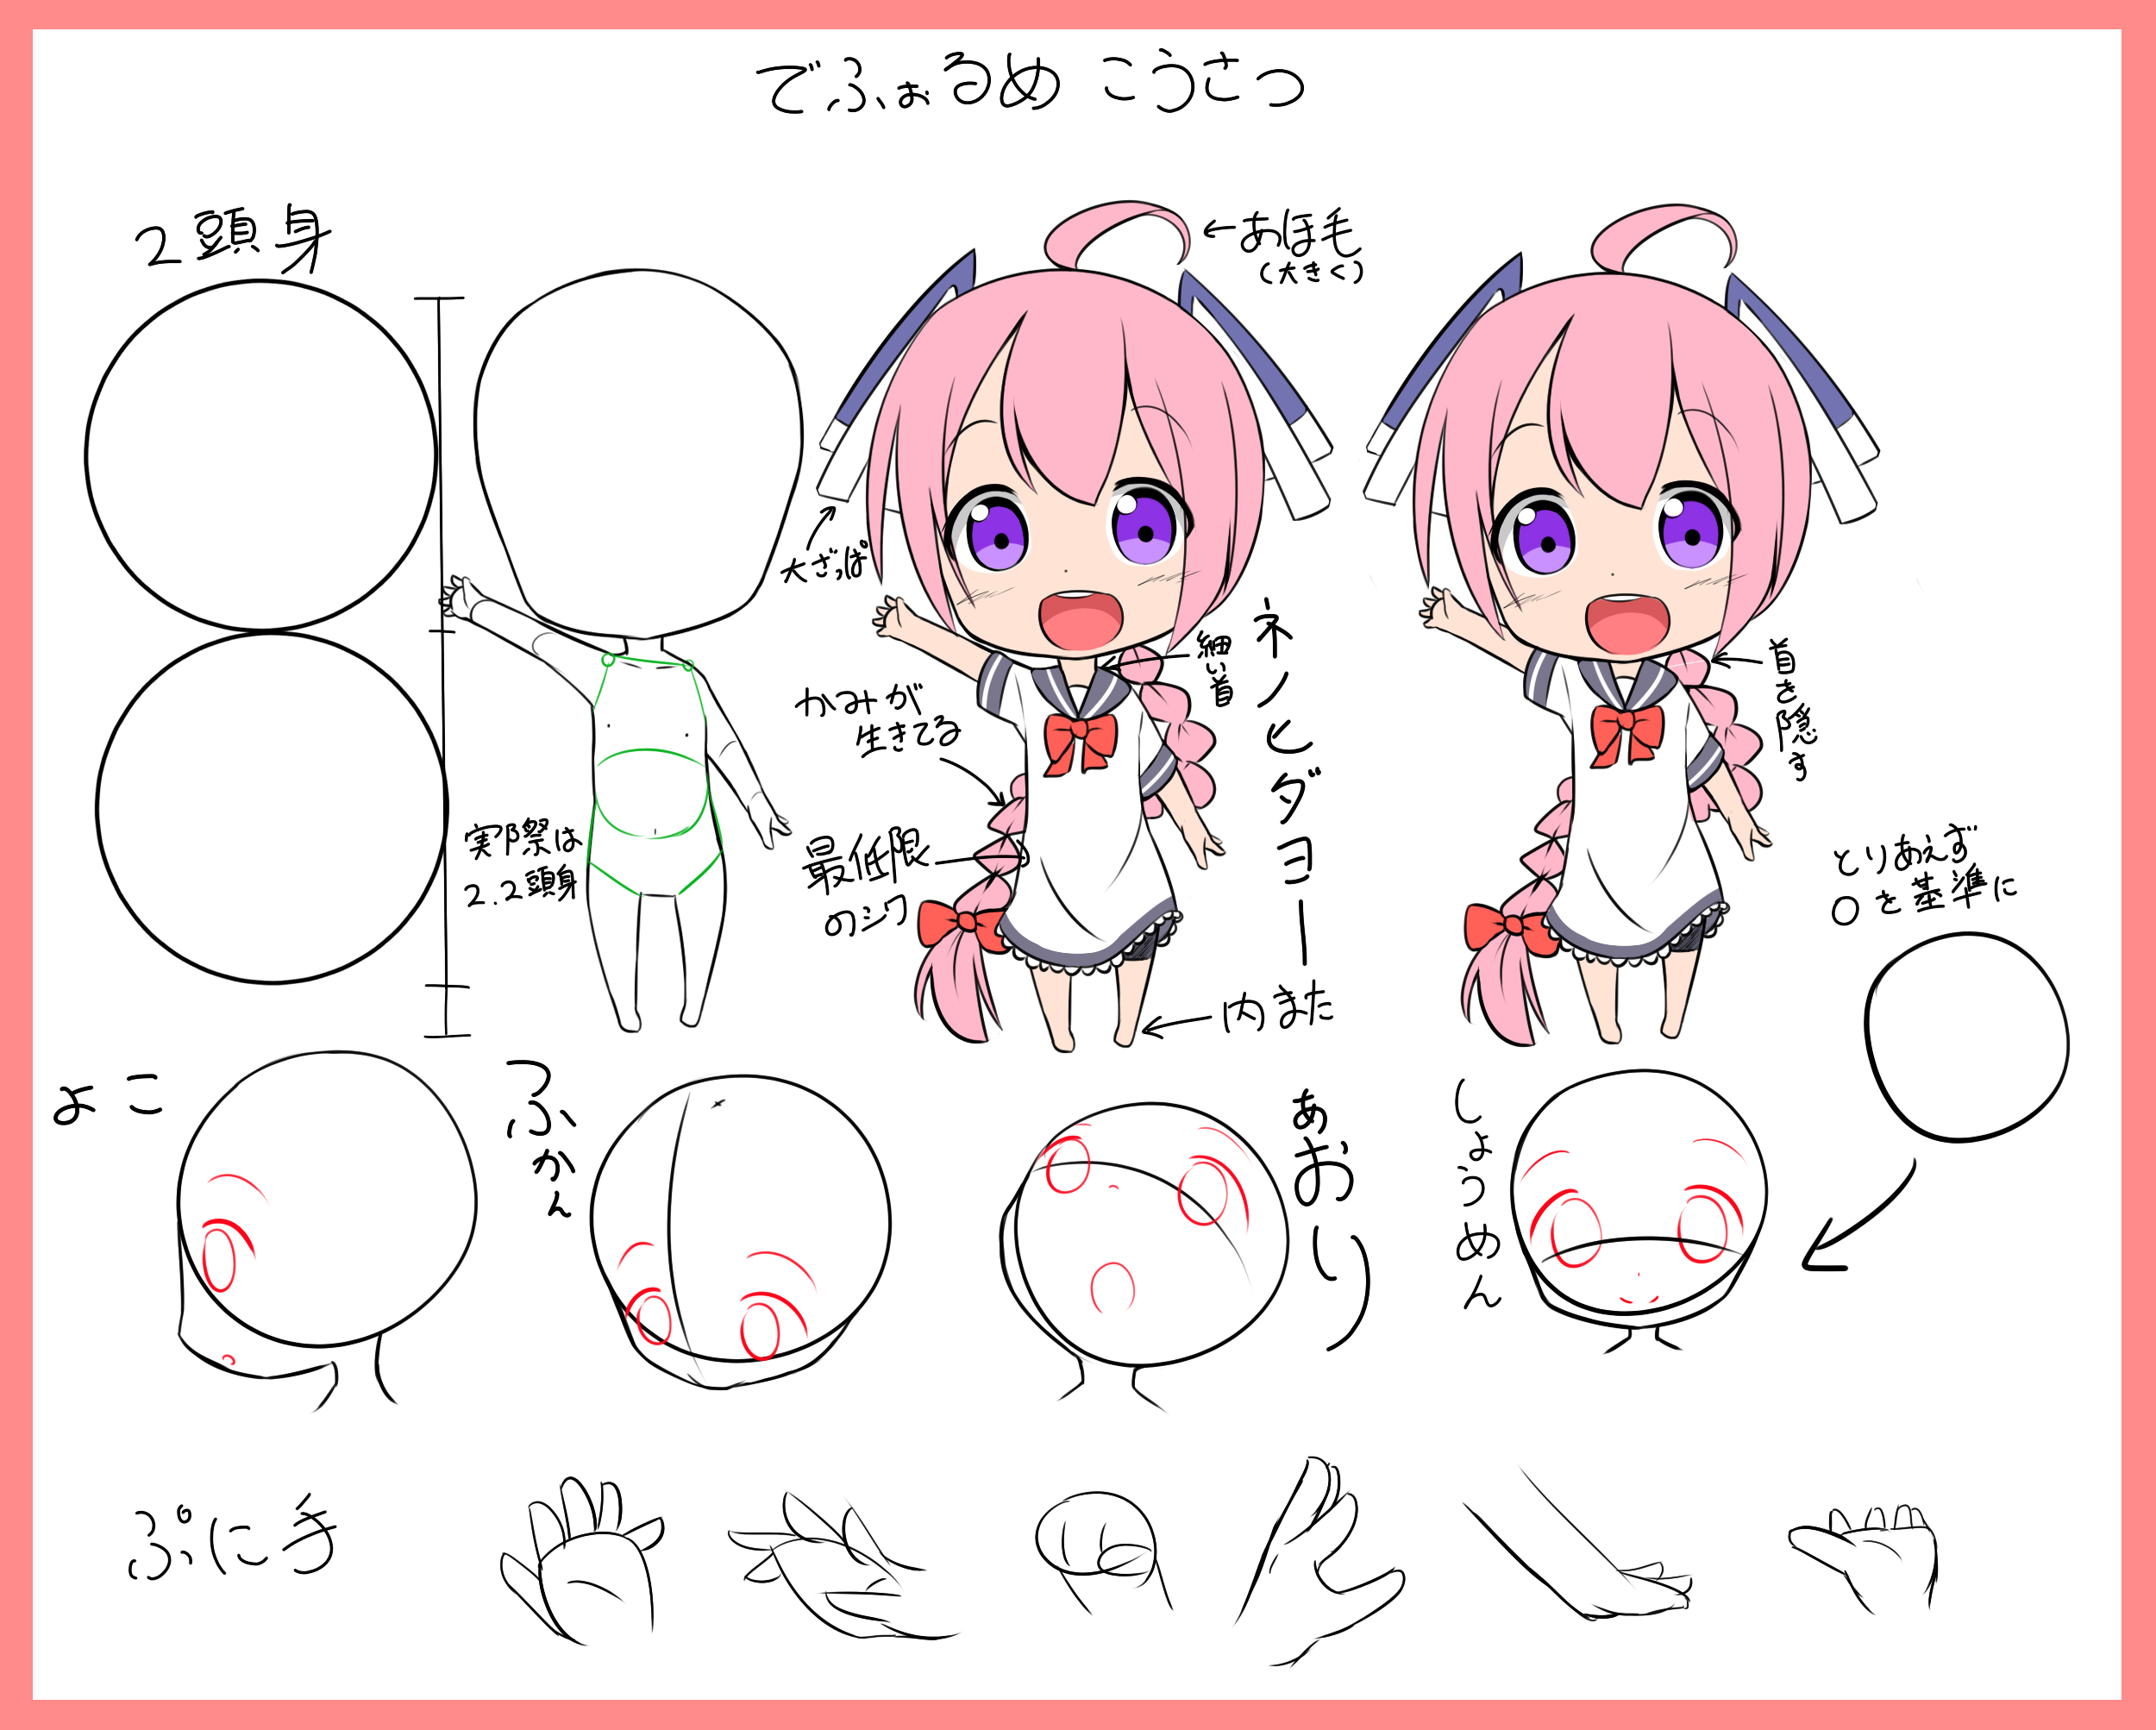 でふぉるめ こうさつ
2頭身
←あほ毛
(大きく)
大ざっぱ
細い首
ネノヒダヨー
首を隠す
かみが
生きてる
実際は
2.2頭身
最低限
のシワ
とりあえず
○を基準に
内また
よこ
ふかん
あおり
しょうめん
ぷに手